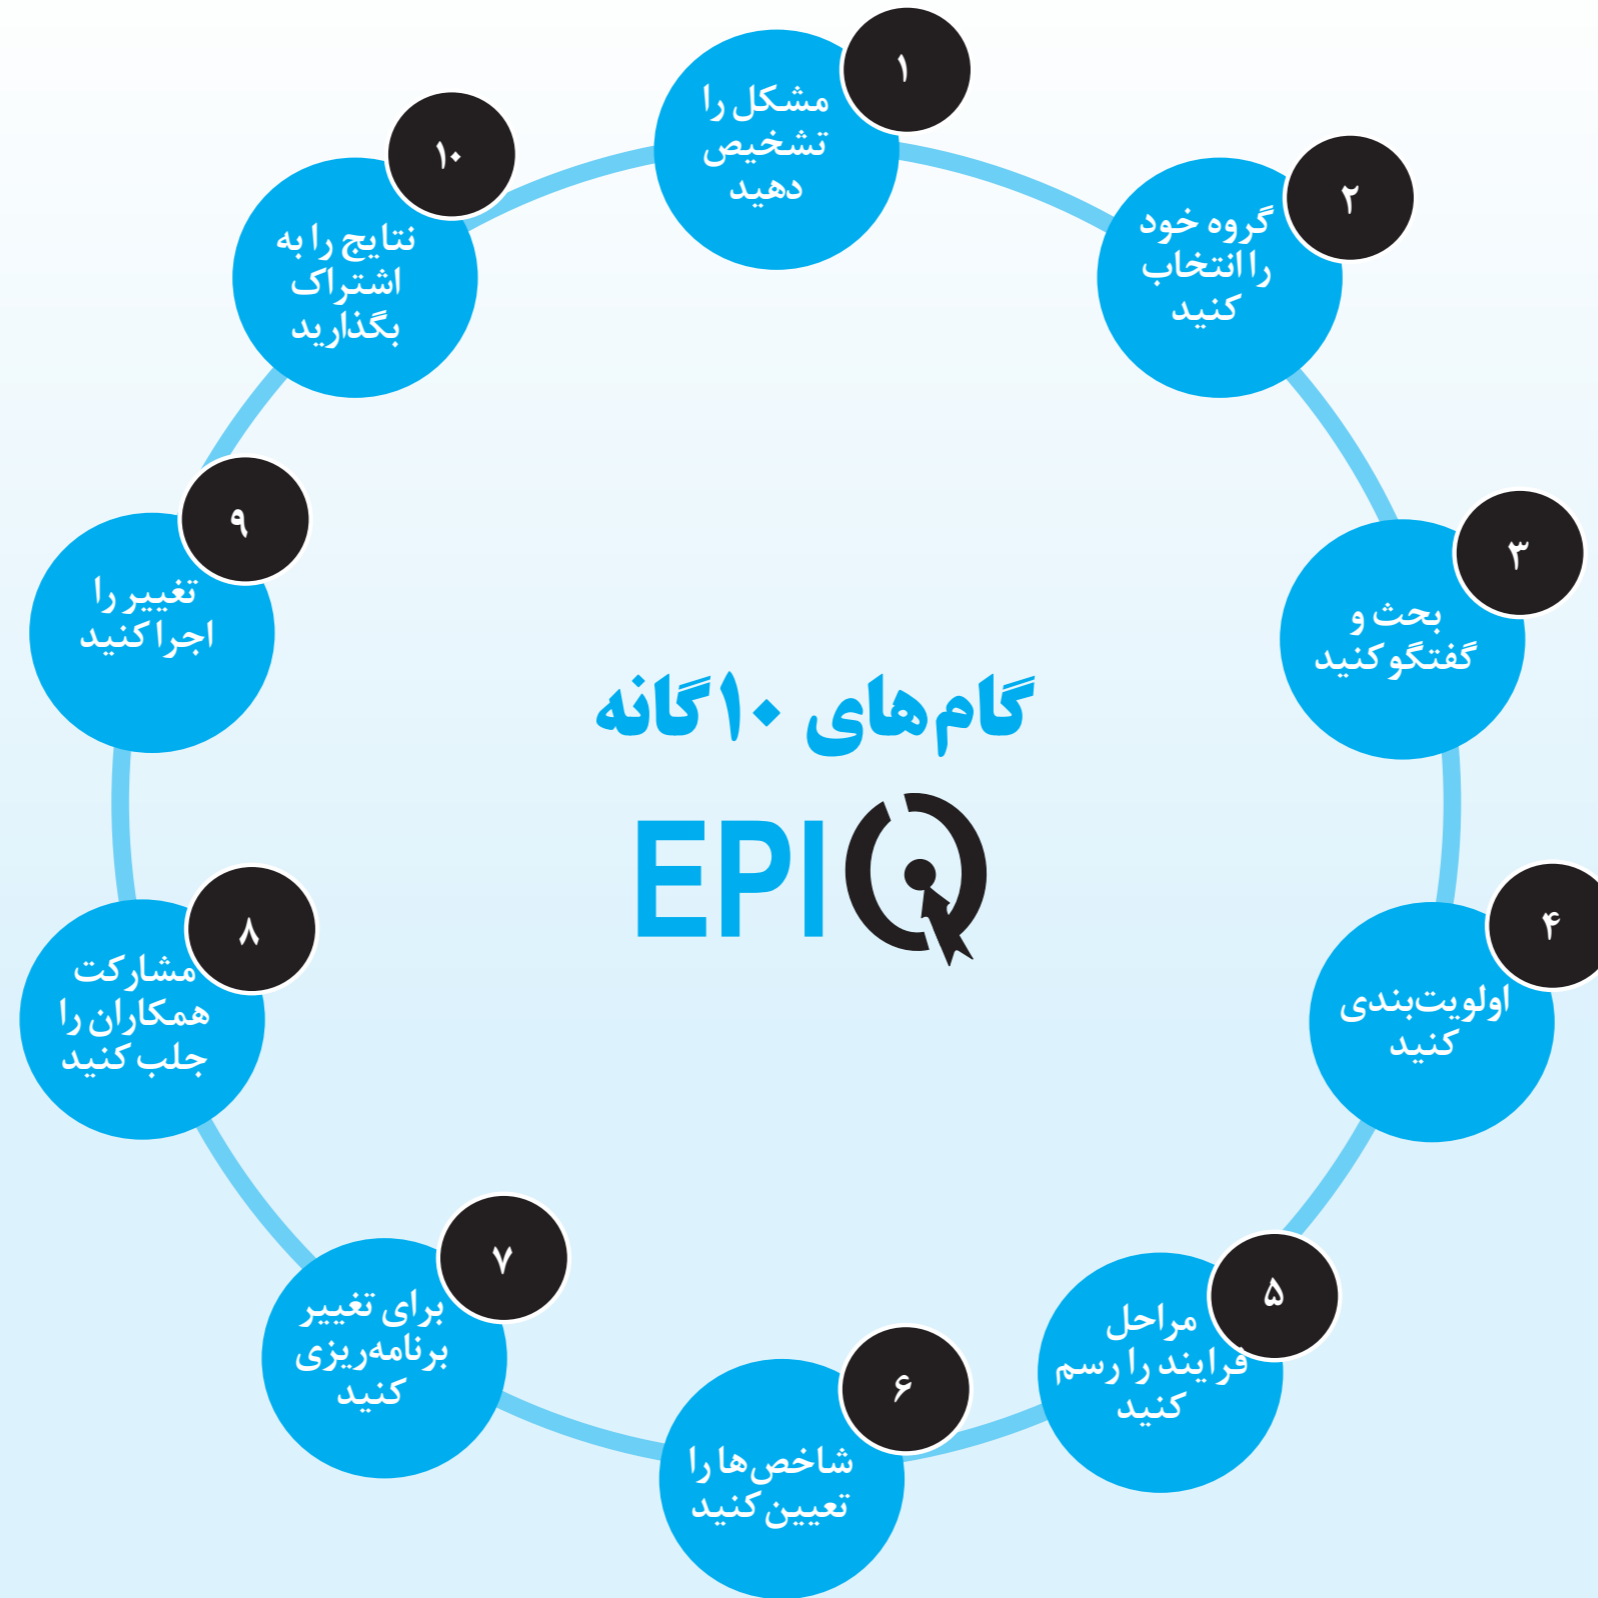 گام‌های ۱۰گانه
EPIQ
۱
مشکل را
تشخیص
دهید
۲
گروه خود
را انتخاب
کنید
۳
بحث و
گفتگو کنید
۴
اولویت‌بندی
کنید
۵
مراحل
فرایند را رسم
کنید
۶
شاخص‌ها را
تعیین کنید
۷
برای تغییر
برنامه‌ریزی
کنید
۸
مشارکت
همکاران را
جلب کنید
۹
تغییر را
اجرا کنید
۱۰
نتایج را به
اشتراک
بگذارید